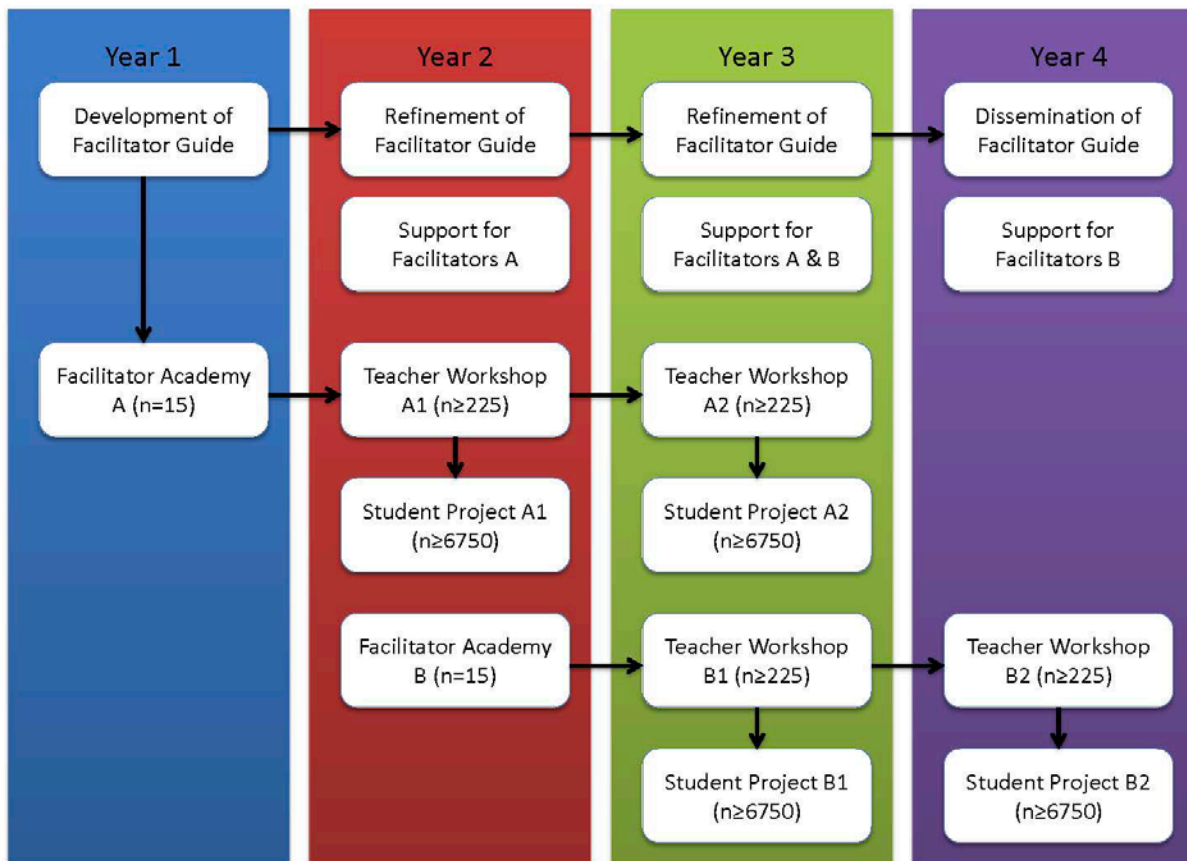 Year 1
Development of
Facilitator Guide
Facilitator Academy
A (n=15)
Year 2
Refinement of
Facilitator Guide
Support for
Facilitators A
Teacher Workshop
A1 (n≥225)
Student Project A1
(n≥6750)
Facilitator Academy
B (n=15)
Year 3
Refinement of
Facilitator Guide
Support for
Facilitators A & B
Teacher Workshop
A2 (n≥225)
Student Project A2
(n≥6750)
Teacher Workshop
B1 (n≥225)
Student Project B1
(n≥6750)
Year 4
Dissemination of
Facilitator Guide
Support for
Facilitators B
Teacher Workshop
B2 (n≥225)
Student Project B2
(n≥6750)